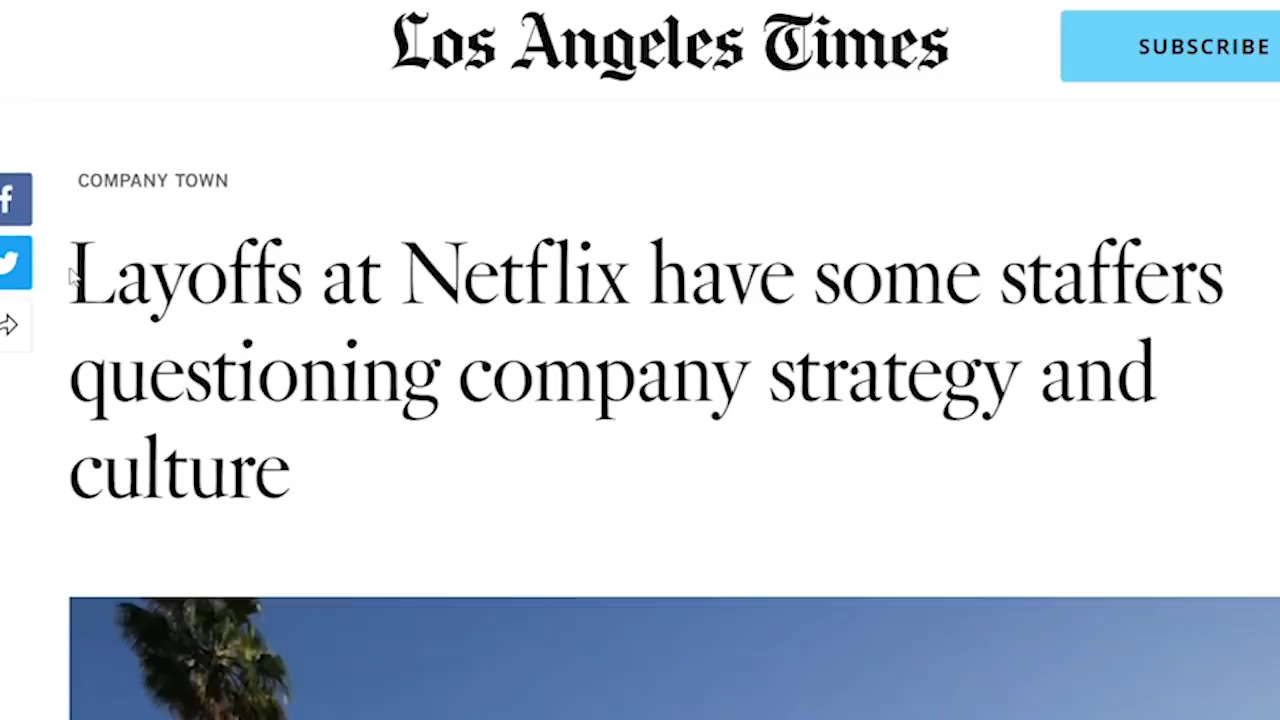 Los Angeles Times
SUBSCRIBE
COMPANY TOWN
Layoffs at Netflix have some staffers
questioning company strategy and
culture